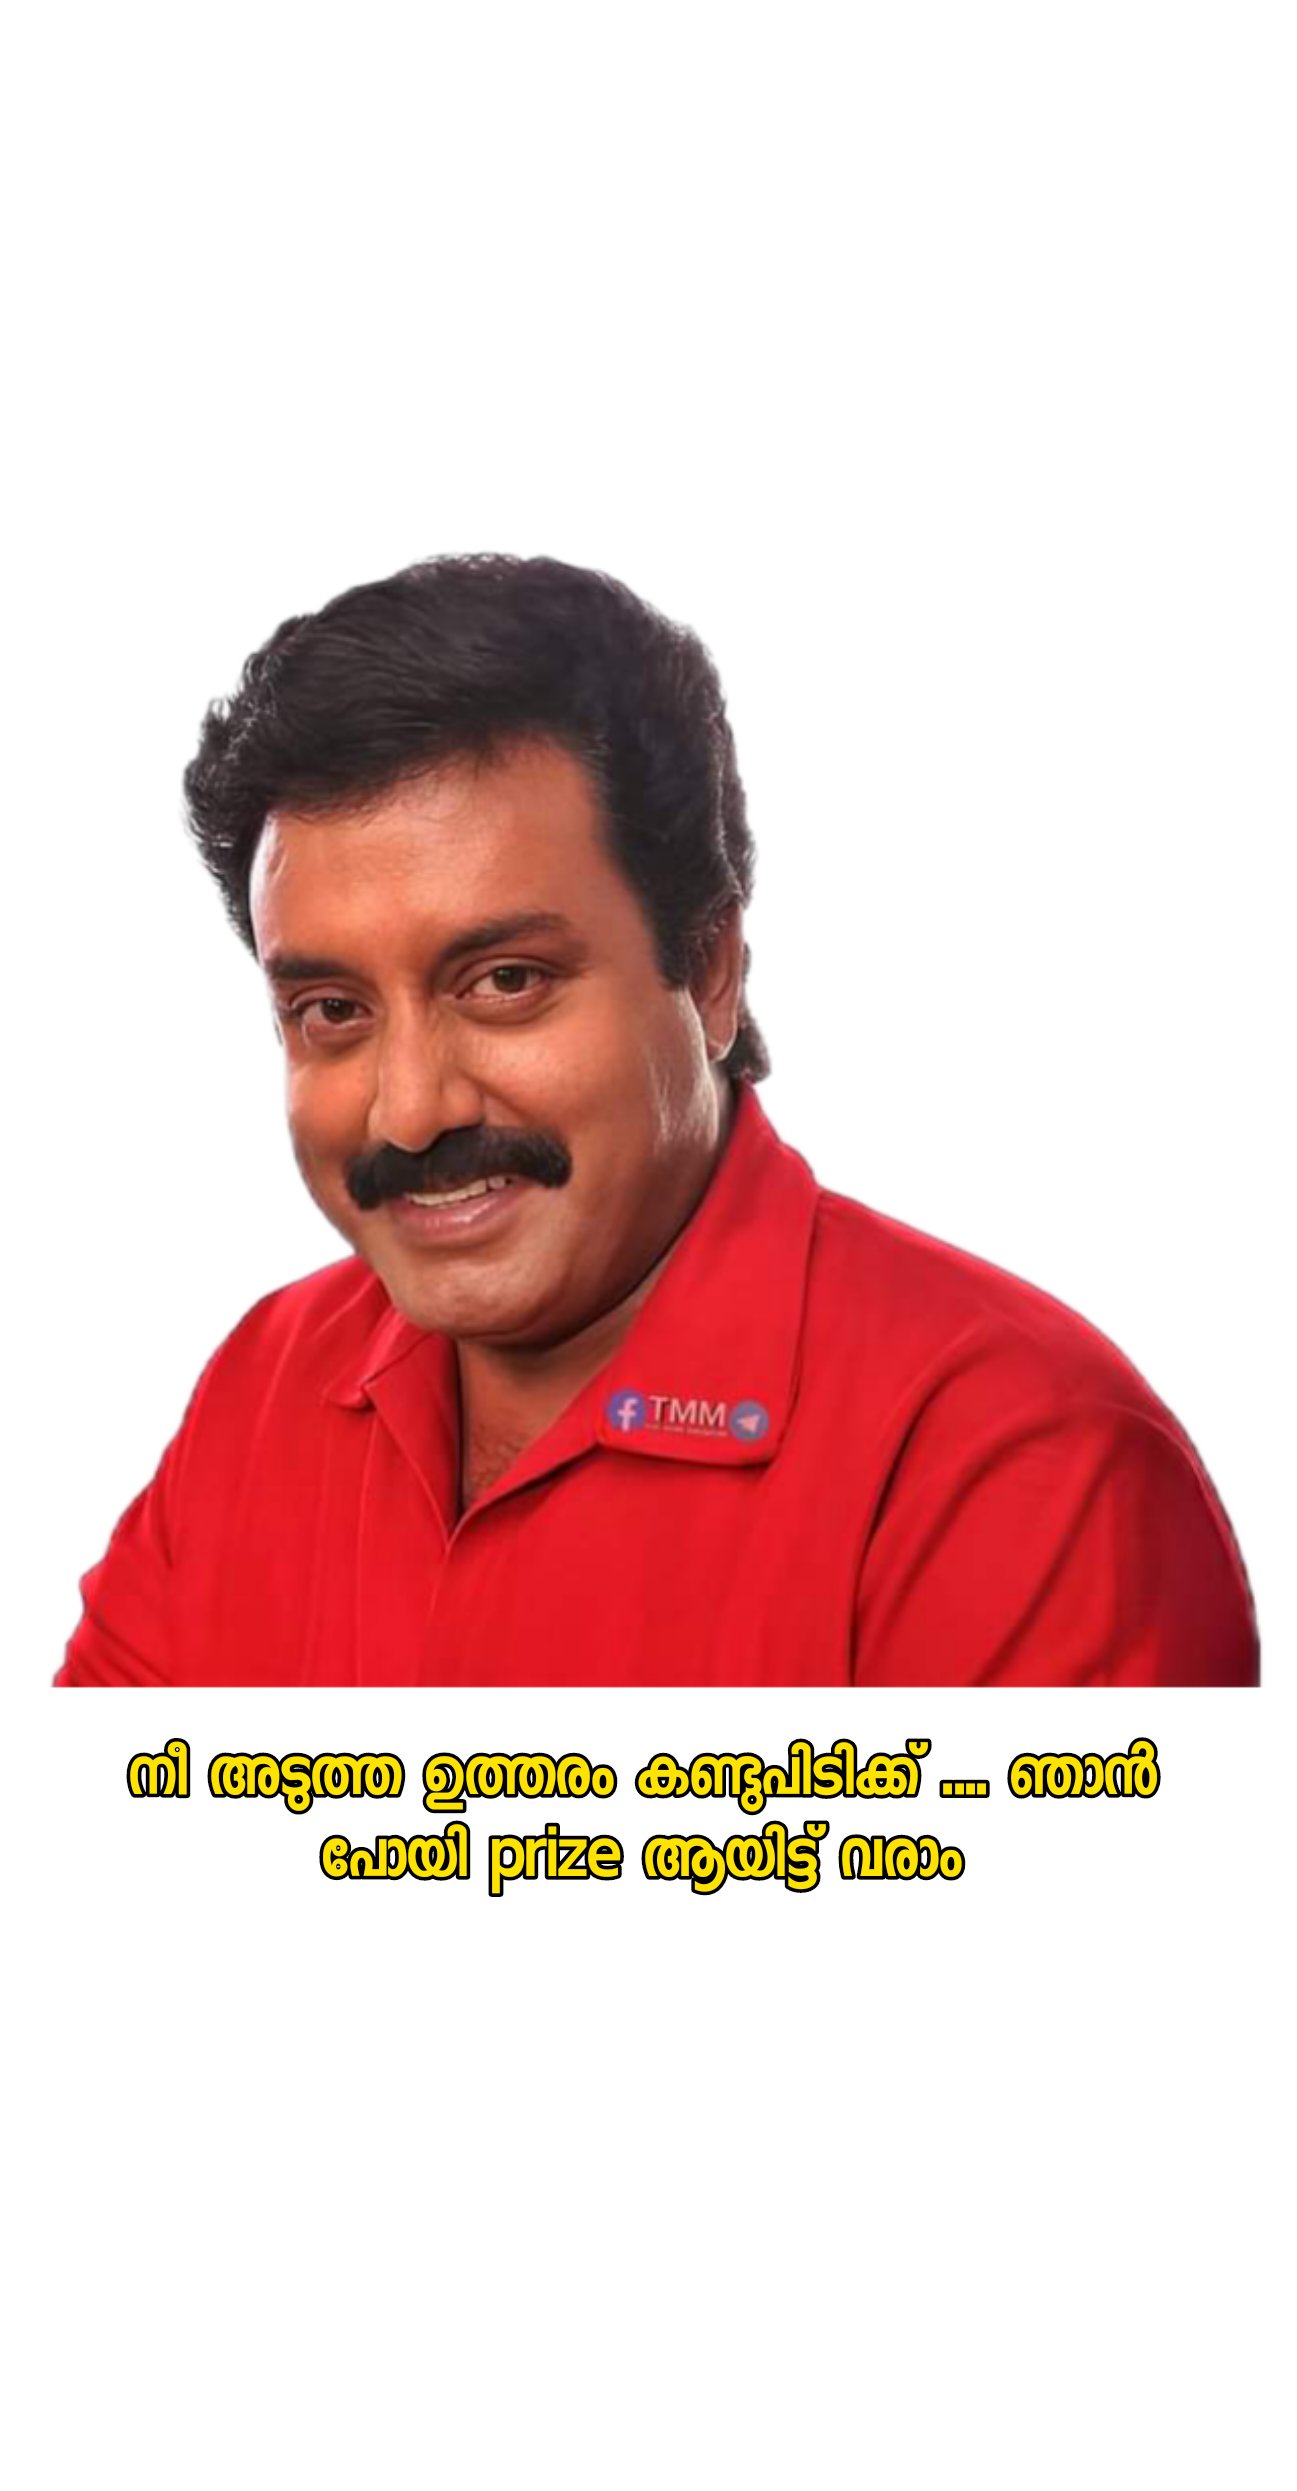 TMM
നീ അടുത്ത ഉത്തരം കണ്ടുപിടിക്ക് .... ഞാൻ
പോയി prize ആയിട്ട് വരാം